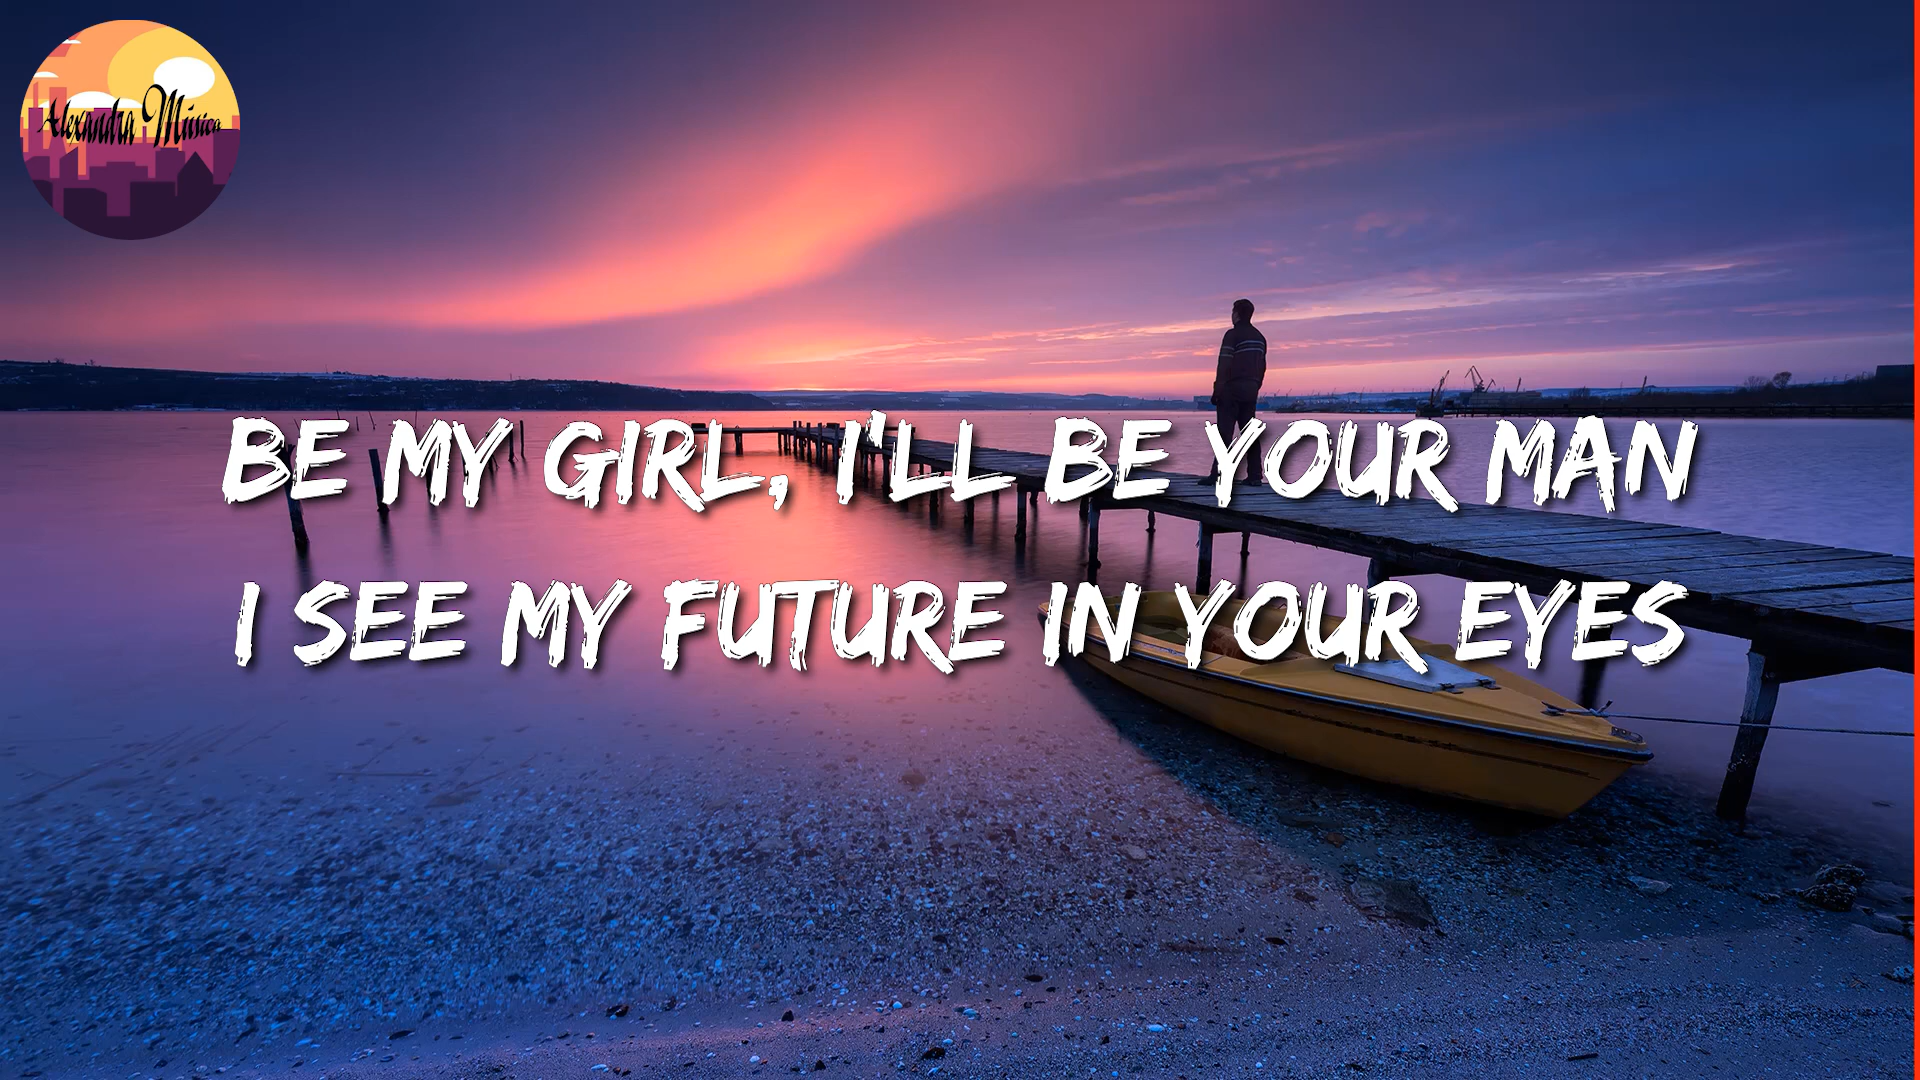 Alexandra Música
BE MY GIRL, I'LL BE YOUR MAN
I SEE MY FUTURE IN YOUR EYES